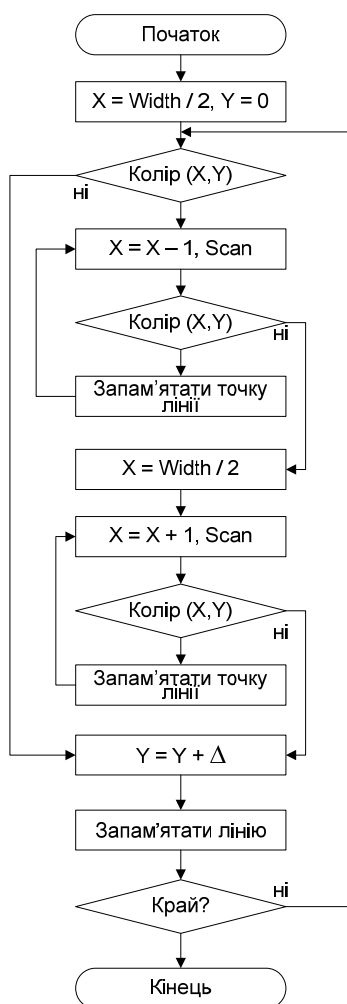 Початок
X = Width / 2, Y = 0
Колір (X,Y)
ні
X = X – 1, Scan
Колір (X,Y)
ні
Запам’ятати точку
лінії
X = Width / 2
X = X + 1, Scan
Колір (X,Y)
ні
Запам’ятати точку
лінії
Y = Y + Δ
Запам’ятати лінію
Край?
ні
Кінець